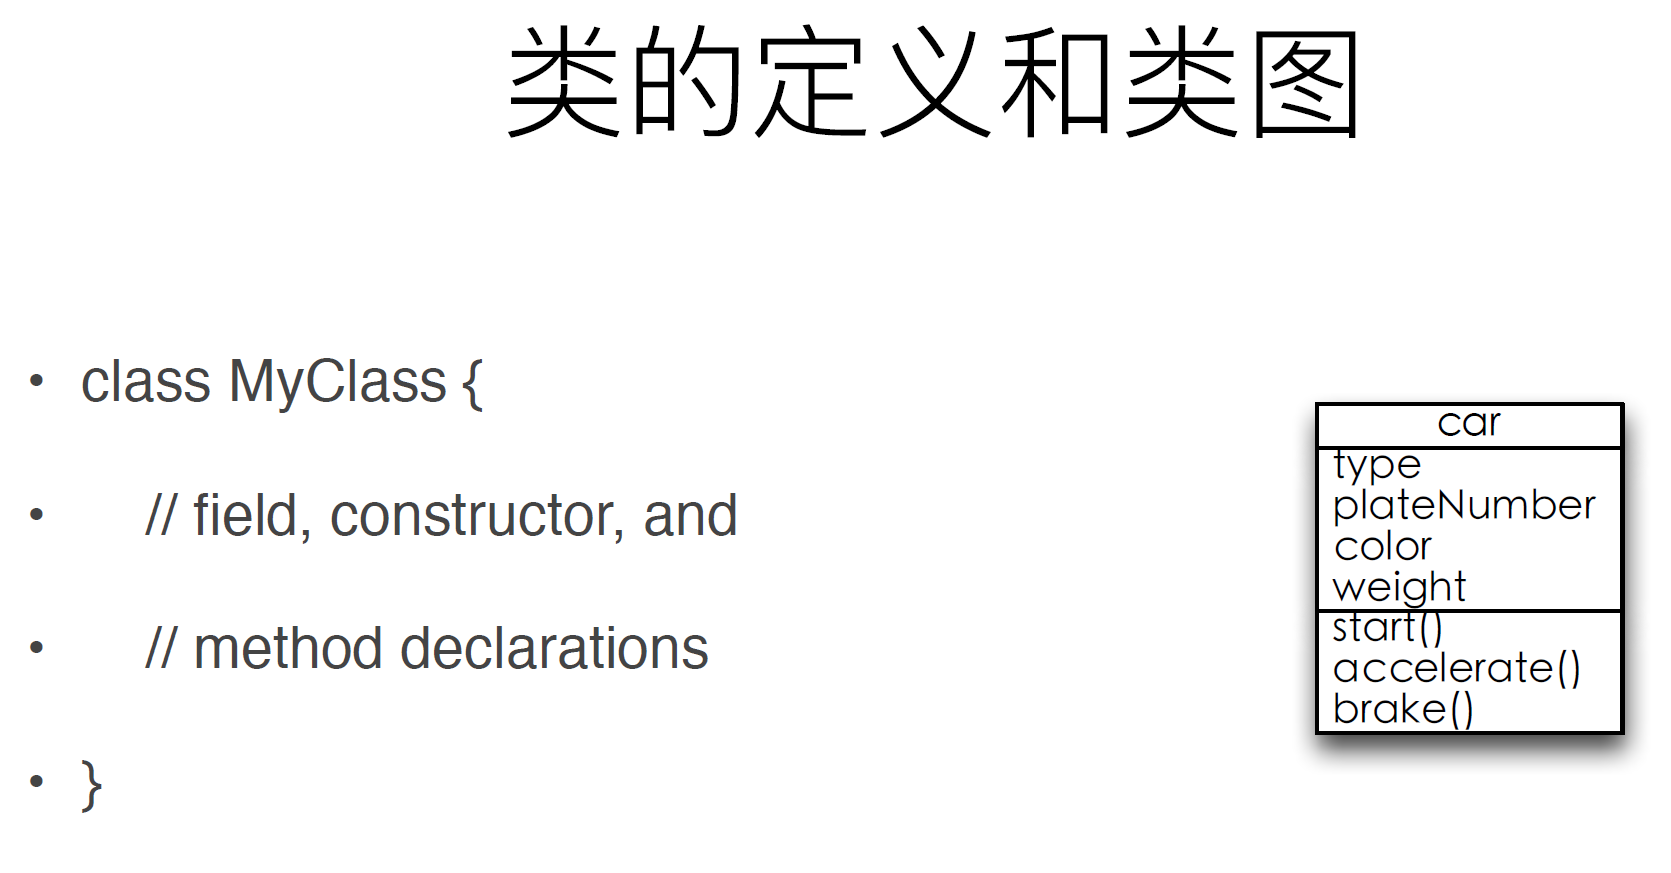 类的定义和类图
• class MyClass {
• // field, constructor, and
• // method declarations
• }
car
type
plateNumber
color
weight
start()
accelerate()
brake()